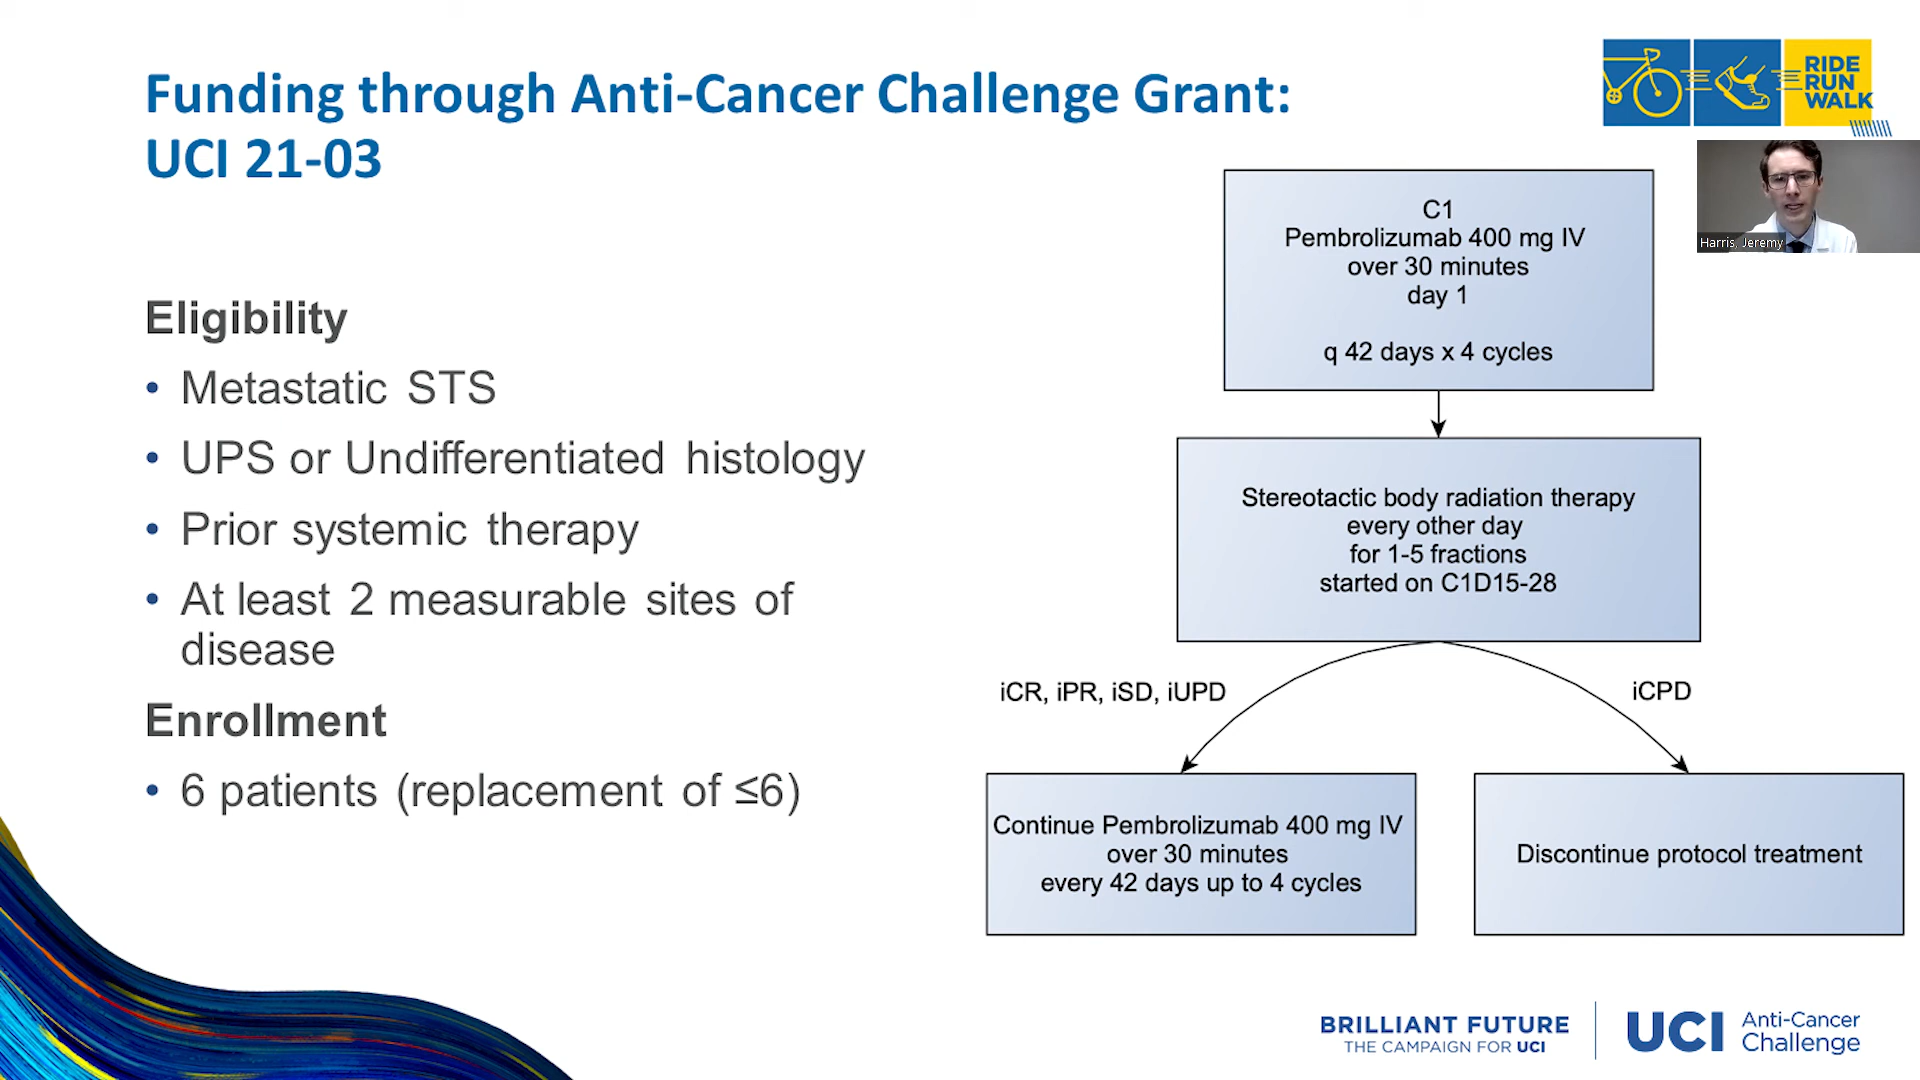 Funding through Anti-Cancer Challenge Grant:
UCI 21-03
RIDE
RUN
WALK
Harris, Jeremy
Eligibility
• Metastatic STS
• UPS or Undifferentiated histology
• Prior systemic therapy
• At least 2 measurable sites of
disease
Enrollment
• 6 patients (replacement of ≤6)
C1
Pembrolizumab 400 mg IV
over 30 minutes
day 1
q 42 days x 4 cycles
Stereotactic body radiation therapy
every other day
for 1-5 fractions
started on C1D15-28
iCR, iPR, iSD, iUPD
iCPD
Continue Pembrolizumab 400 mg IV
over 30 minutes
every 42 days up to 4 cycles
Discontinue protocol treatment
BRILLIANT FUTURE
THE CAMPAIGN FOR UCI
UCI
Anti-Cancer
Challenge